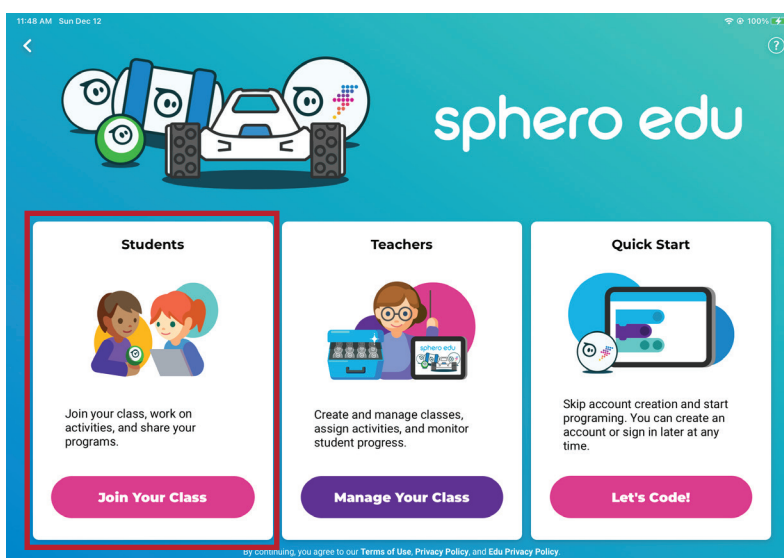 11:48 AM Sun Dec 12
100%
?
sphero edu
Students
Join your class, work on
activities, and share your
programs.
Join Your Class
Teachers
sphero edu
Create and manage classes,
assign activities, and monitor
student progress.
Manage Your Class
Quick Start
Skip account creation and start
programing. You can create an
account or sign in later at any
time.
Let's Code!
By continuing, you agree to our Terms of Use, Privacy Policy, and Edu Privacy Policy.